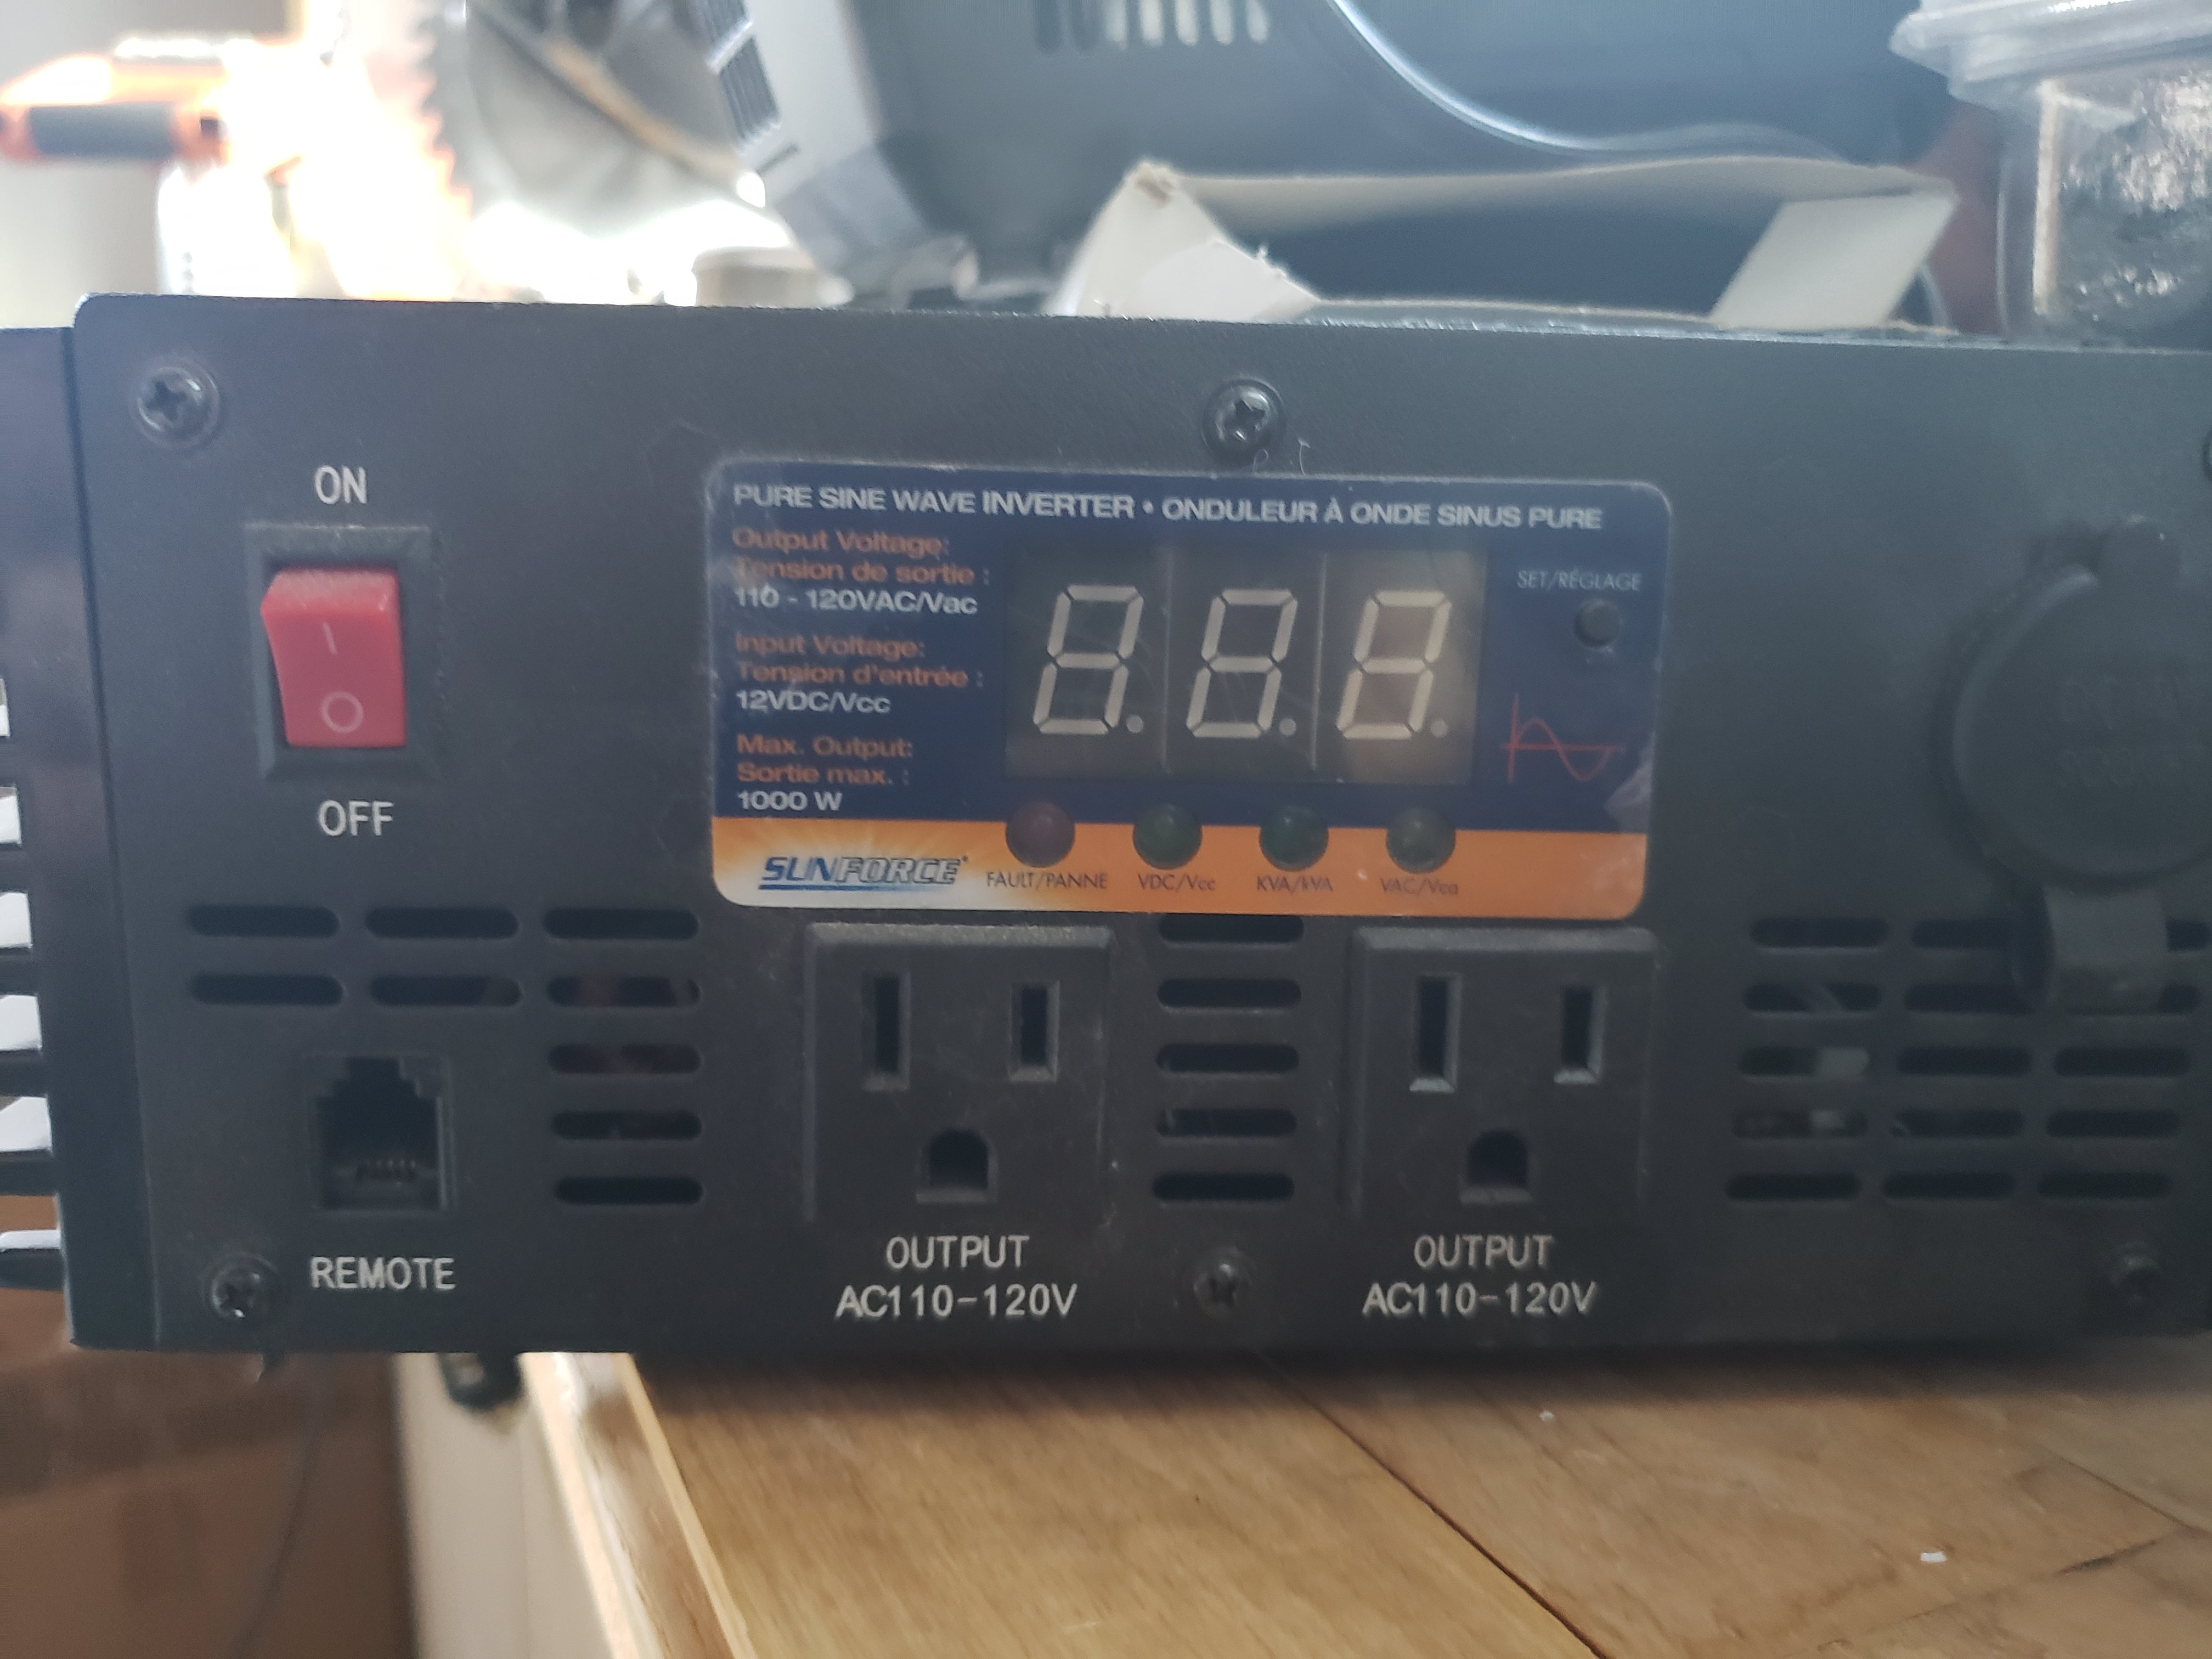 ON
I
O
OFF
PURE SINE WAVE INVERTER • ONDULEUR À ONDE SINUS PURE
Output Voltage:
Tension de sortie :
110 - 120VAC/Vac
Input Voltage:
Tension d'entrée :
12VDC/Vcc
Max. Output:
Sortie max. :
1000 W
SET/RÉGLAGE
SUNFORCE
FAULT/PANNE
VDC/Vcc
KVA/kVA
VAC/Vca
REMOTE
OUTPUT
AC110-120V
OUTPUT
AC110-120V